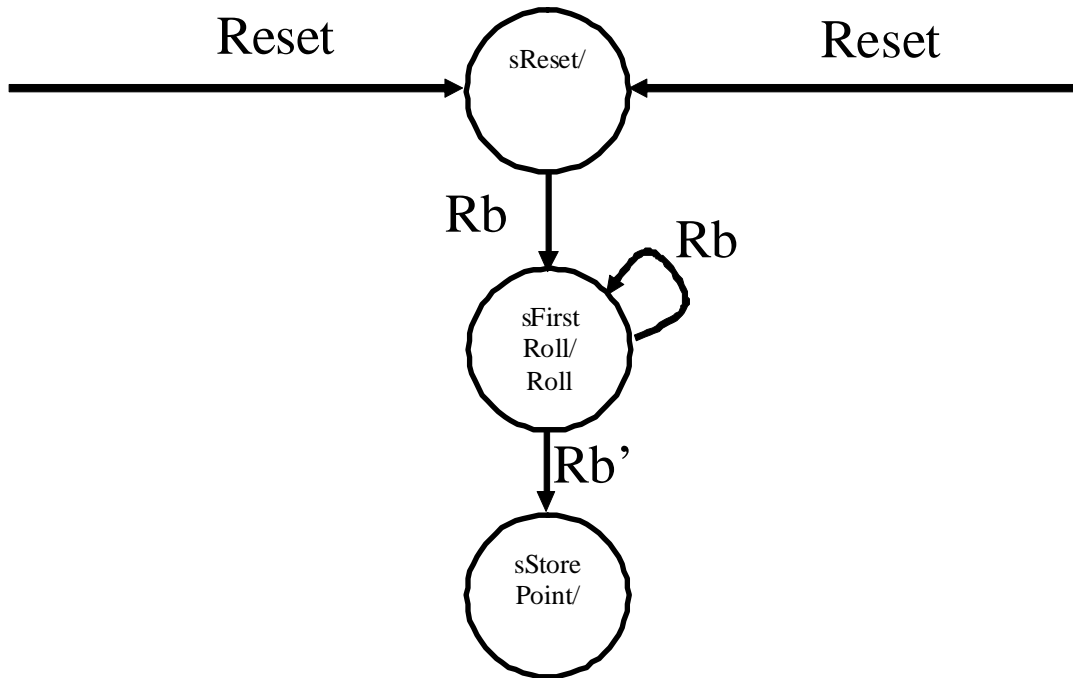 Reset
sReset/
Reset
Rb
Rb
sFirst
Roll/
Roll
Rb’
sStore
Point/